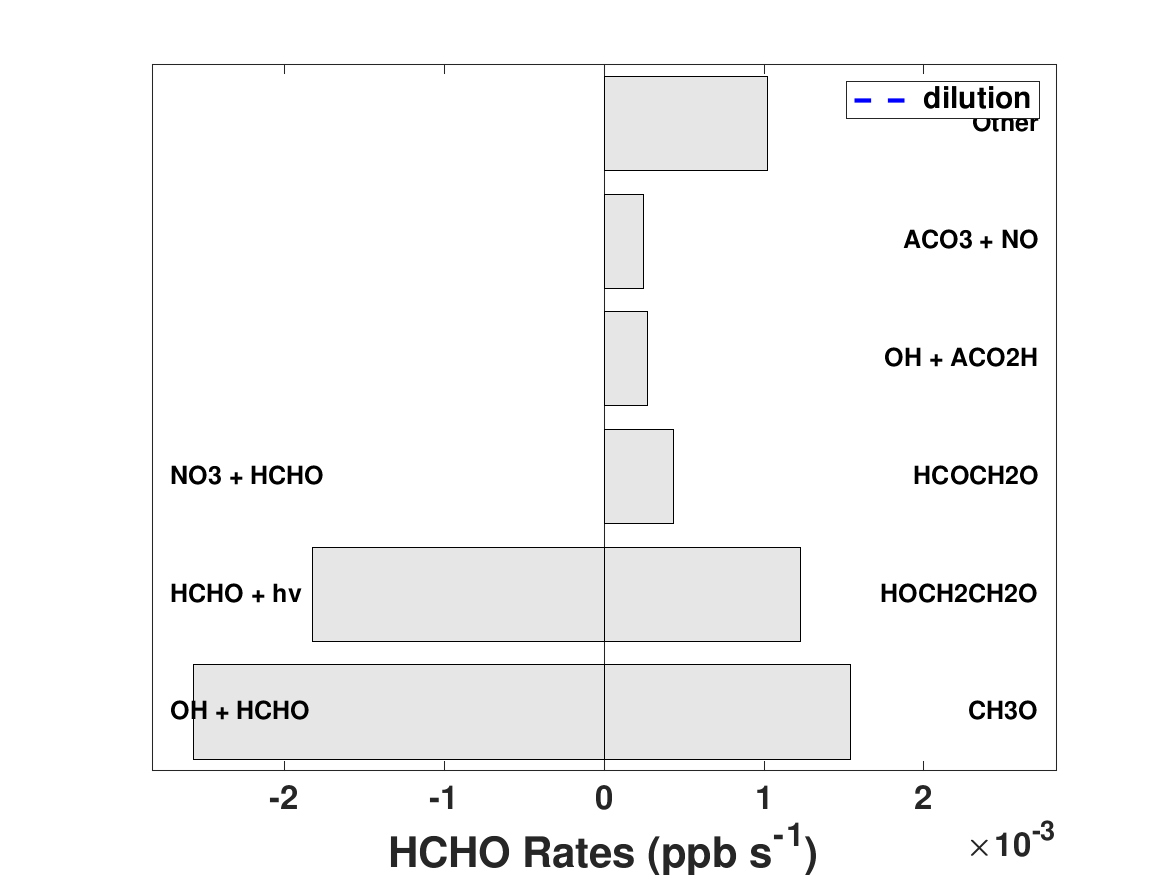 dilution
Other
ACO3 + NO
OH + ACO2H
NO3 + HCHO
HCOCH2O
HCHO + hv
HOCH2CH2O
OH + HCHO
CH3O
-2 -1 0 1 2
×10-3
HCHO Rates (ppb s-1)